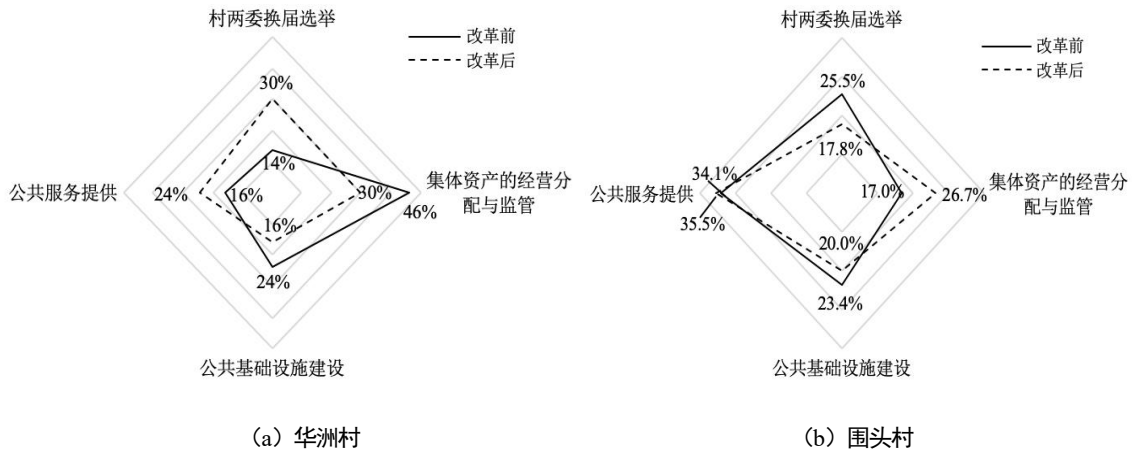 村两委换届选举
改革前
改革后
30%
14%
公共服务提供
24%
16%
30%
46%
集体资产的经营分
配与监管
16%
24%
公共基础设施建设
（a）华洲村
村两委换届选举
改革前
改革后
25.5%
17.8%
34.1%
公共服务提供
35.5%
17.0%
26.7%
集体资产的经营分
配与监管
20.0%
23.4%
公共基础设施建设
（b）围头村